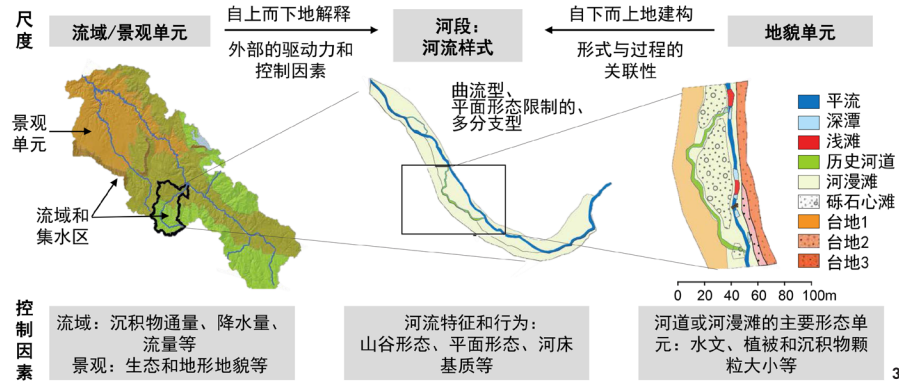 尺度
流域/景观单元
自上而下地解释
外部的驱动力和
控制因素
河段：
河流样式
自下而上地建构
形式与过程的
关联性
地貌单元
景观
单元
流域和
集水区
曲流型、
平面形态限制的、
多分支型
平流
深潭
浅滩
历史河道
河漫滩
砾石心滩
台地1
台地2
台地3
0 20 40 60 80 100m
控制因素
流域：沉积物通量、降水量、
流量等
景观：生态和地形地貌等
河流特征和行为：
山谷形态、平面形态、河床
基质等
河道或河漫滩的主要形态单
元：水文、植被和沉积物颗
粒大小等
3